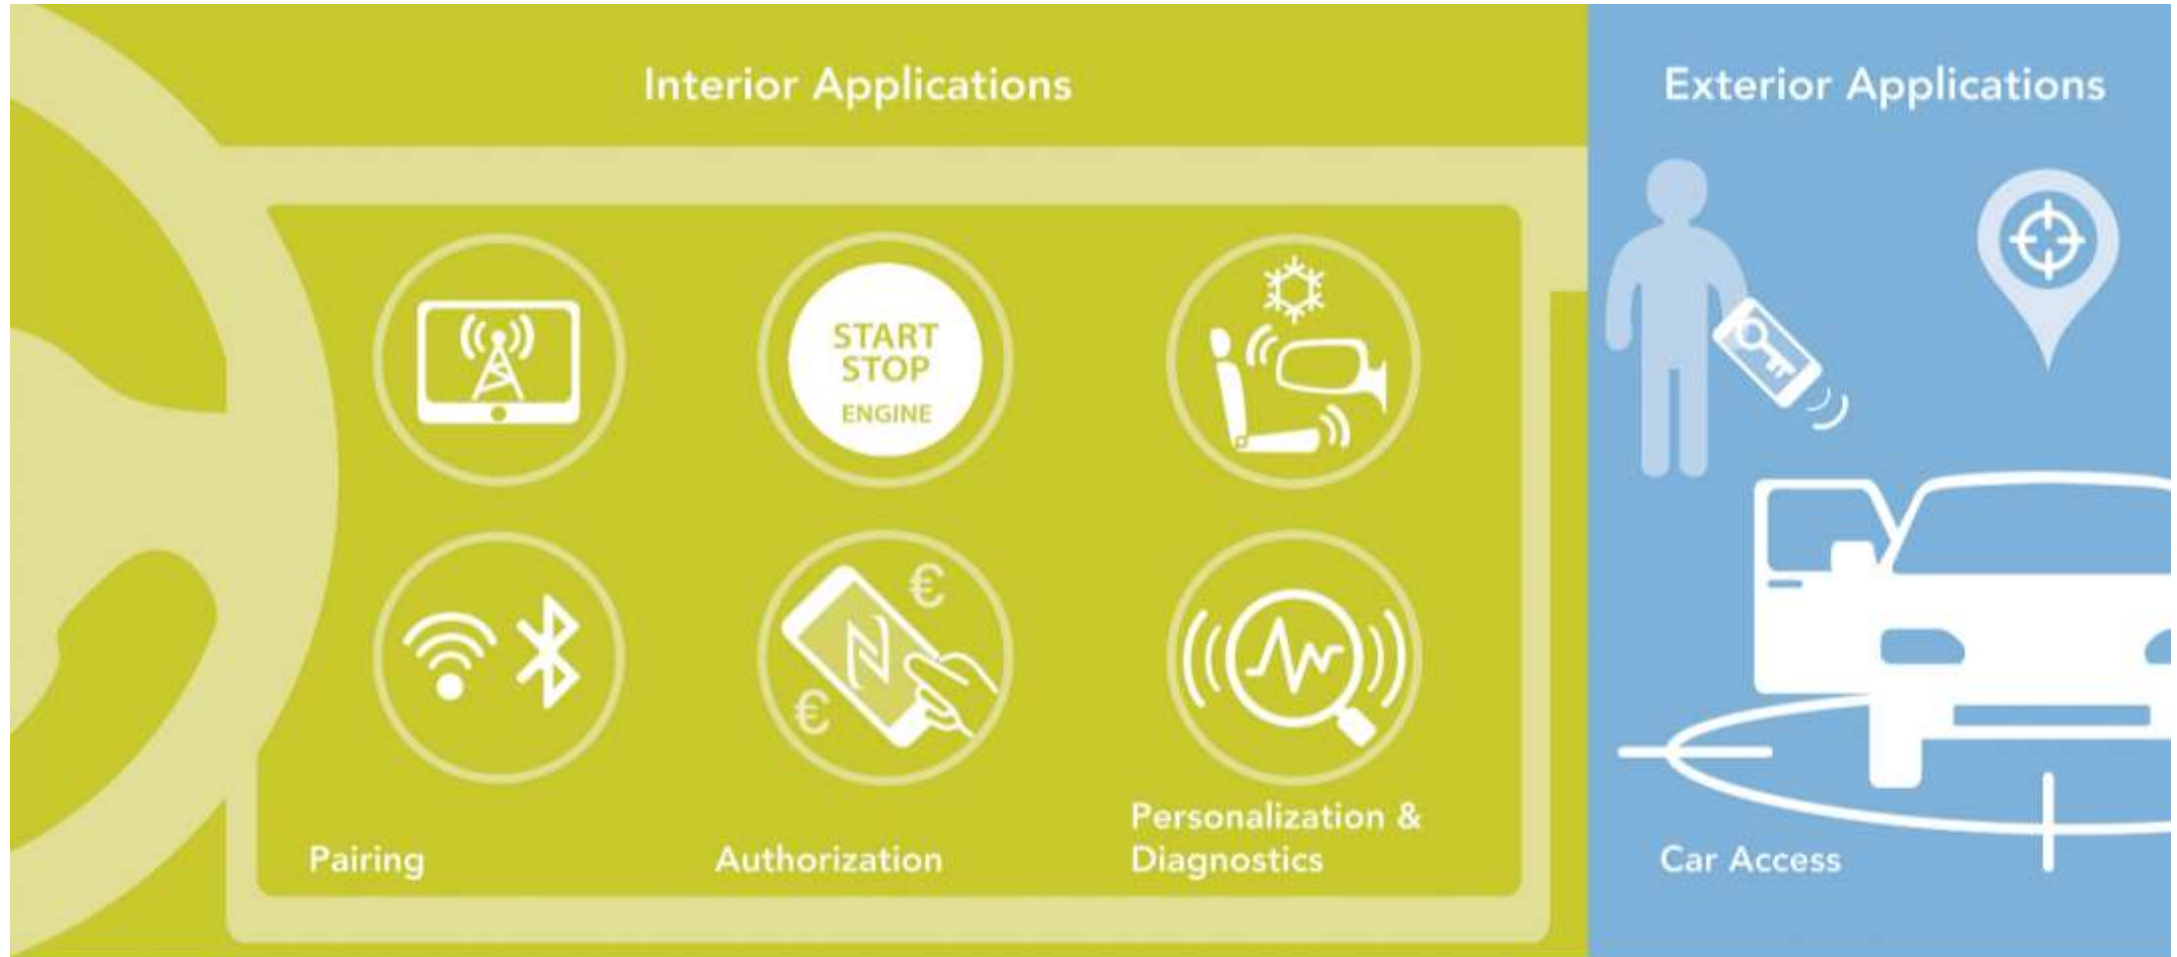 Interior Applications
Exterior Applications
START
STOP
ENGINE
€
€
Pairing
Authorization
Personalization &
Diagnostics
Car Access